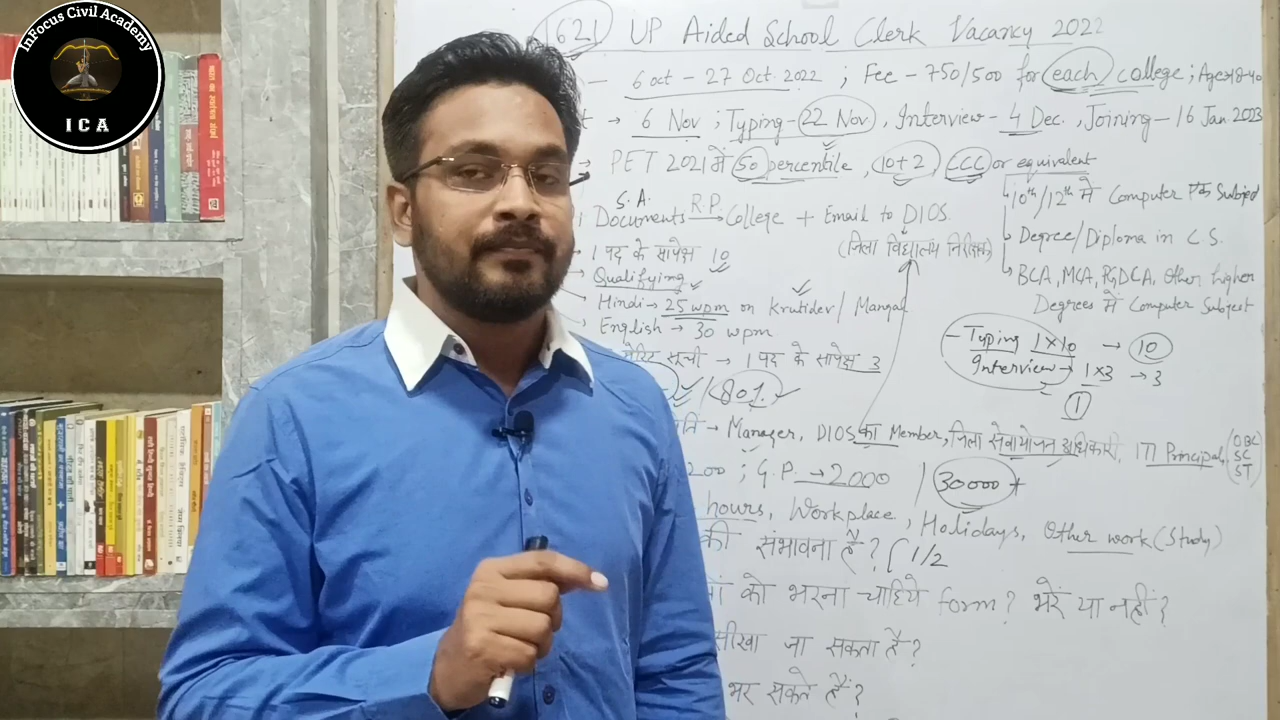 InFocus Civil Academy
ICA
1621 UP Aided School Clerk Vacancy 2022
- 6 oct - 27 Oct. 2022 ; Fee - 750/500 for each college ; Age - 18-40
→ 6 Nov ; Typing - 22 Nov , Interview - 4 Dec. , Joining - 16 Jan 2023
PET 2021 में 50 percentile , 10+2 , CCC or equivalent
10th/12th में Computer एक Subject
S.A. R.P.
Documents → College + Email to DIOS
(जिला विद्यालय निरीक्षक)
Degree/Diploma in C S.
1 पद के सापेक्ष 10
BCA, MCA, PGDCA, Other higher
Degrees में Computer Subject
Qualifying
Hindi → 25 wpm on Krutidev / Mangal
English → 30 wpm
- Typing 1×10 → 10
Interview → 1×3 → 3
1
सूची → 1 पद के सापेक्ष 3
/ 80%
→ Manager, DIOS का Member, जिला सेवायोजन अधिकारी, ITI Principal, (OBC
SC
ST)
200 ; G.P. → 2000 / 30000 +
hours, Workplace, Holidays, Other work (Study)
की संभावना है? 1/2
को भरना चाहिये form? भरें या नहीं?
सीखा जा सकता है?
भर सकते हैं?